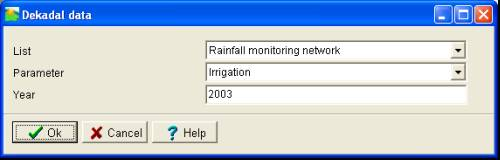 Dekadal data
List Rainfall monitoring network
Parameter Irrigation
Year 2003
Ok Cancel ? Help